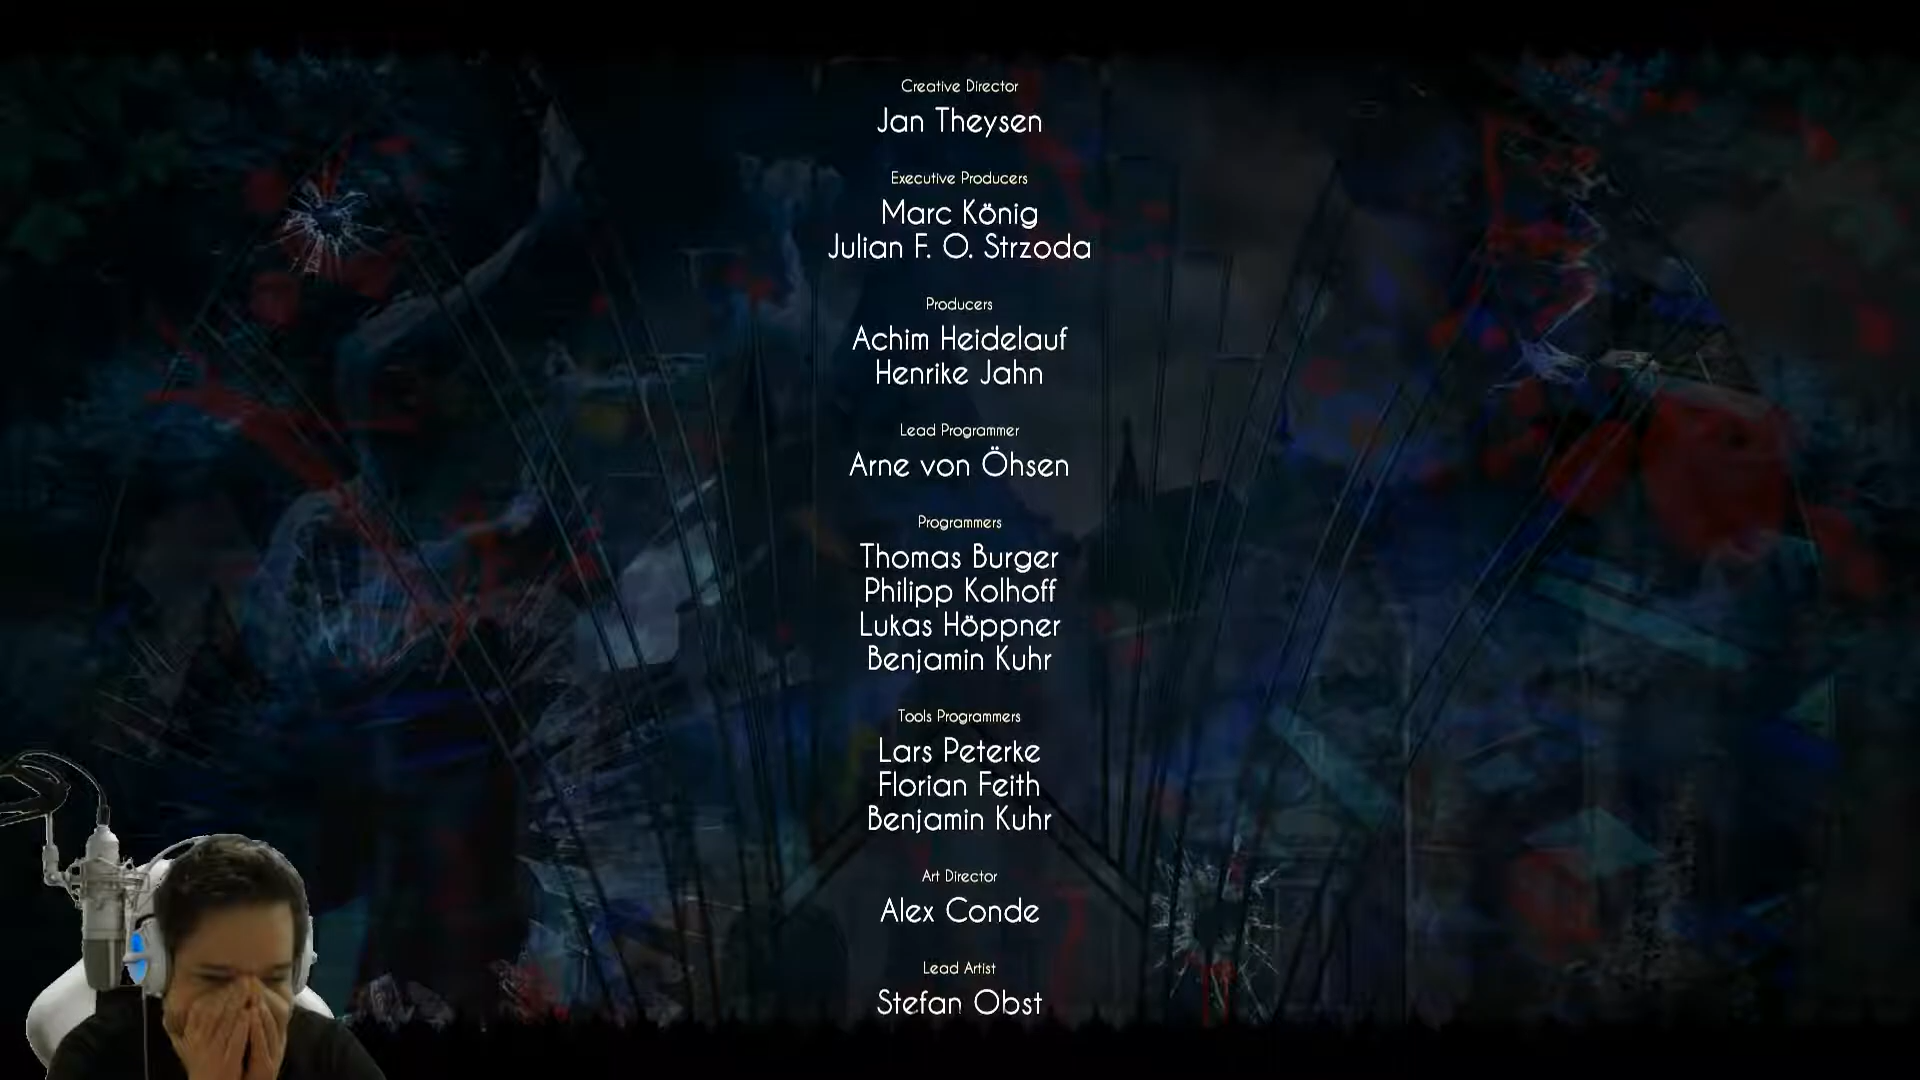 Creative Director
Jan Theysen
Executive Producers
Marc König
Julian F. O. Strzoda
Producers
Achim Heidelauf
Henrike Jahn
Lead Programmer
Arne von Öhsen
Programmers
Thomas Burger
Philipp Kolhoff
Lukas Höppner
Benjamin Kuhr
Tools Programmers
Lars Peterke
Florian Feith
Benjamin Kuhr
Art Director
Alex Conde
Lead Artist
Stefan Obst